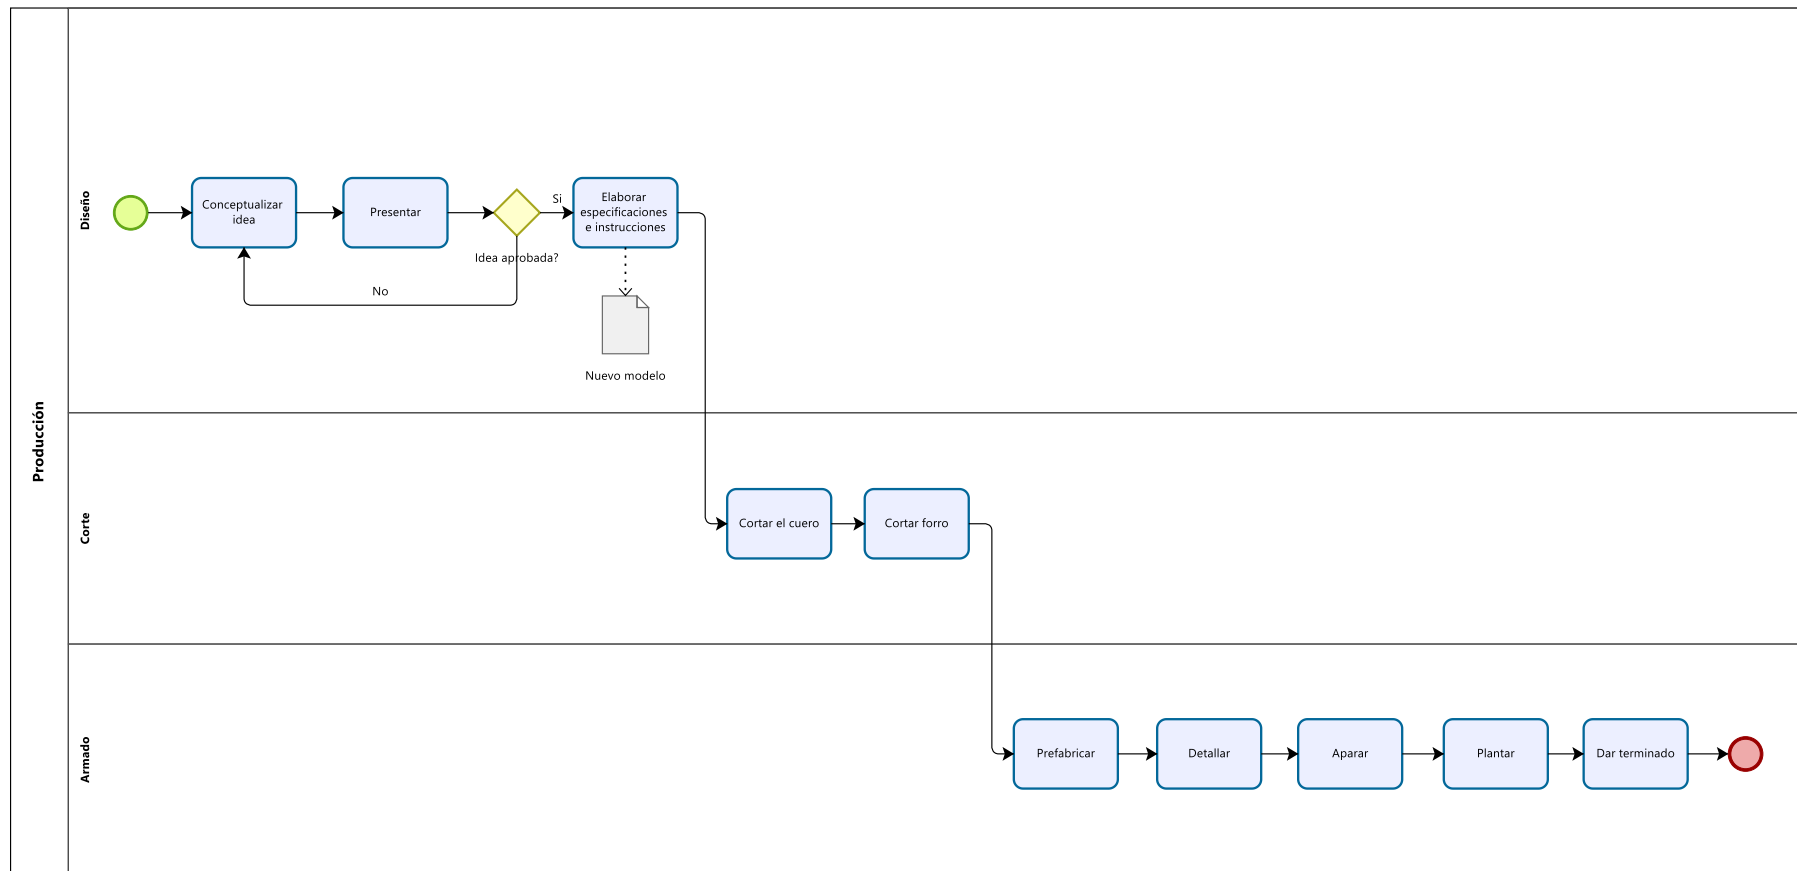 Producción
Diseño
Conceptualizar
idea
Presentar
Idea aprobada?
Si
No
Elaborar
especificaciones
e instrucciones
Nuevo modelo
Corte
Cortar el cuero
Cortar forro
Armado
Prefabricar
Detallar
Aparar
Plantar
Dar terminado